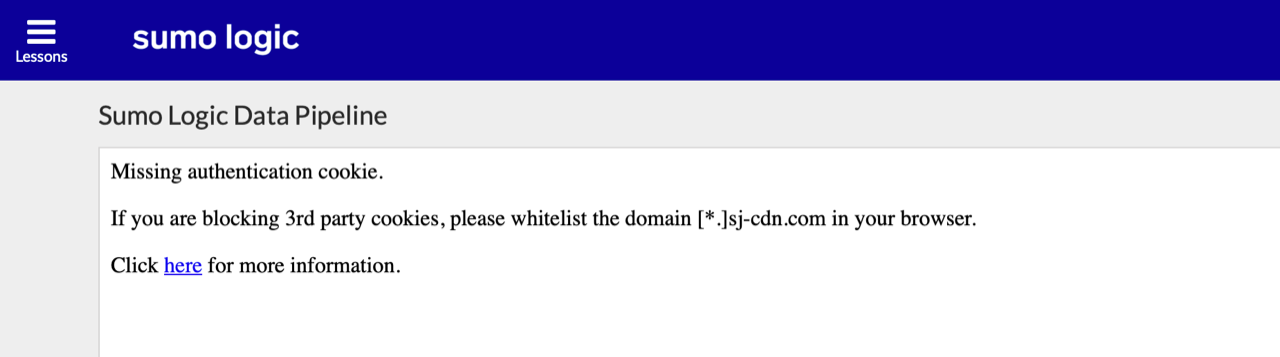 Lessons
sumo logic
Sumo Logic Data Pipeline
Missing authentication cookie.
If you are blocking 3rd party cookies, please whitelist the domain [*.]sj-cdn.com in your browser.
Click here for more information.